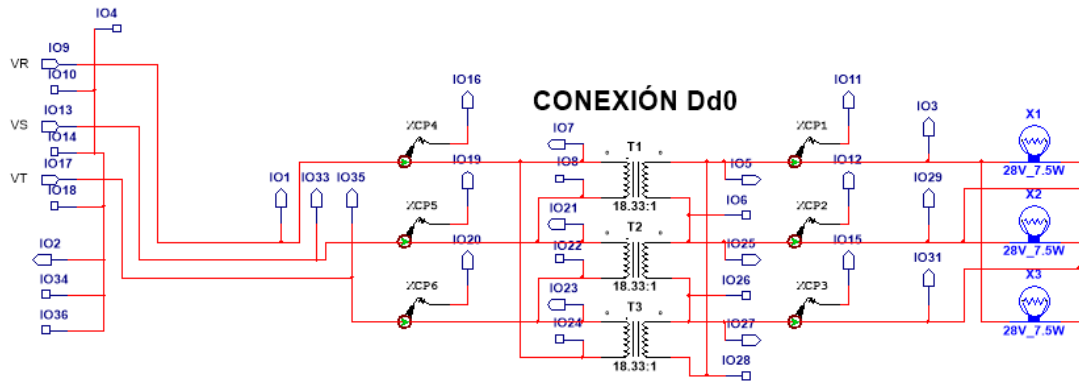 IO4
IO9
VR
IO10
IO13
VS
IO14
IO17
VT
IO18
IO2
IO34
IO36
IO1
IO33
IO35
IO16
XCP4
IO19
XCP5
IO20
XCP6
CONEXIÓN Dd0
IO7
T1
IO8
IO5
18.33:1
IO6
IO21
T2
IO22
IO25
18.33:1
IO26
IO23
T3
IO24
IO27
18.33:1
IO28
IO11
XCP1
IO12
XCP2
IO15
XCP3
IO3
IO29
IO31
X1
28V_7.5W
X2
28V_7.5W
X3
28V_7.5W